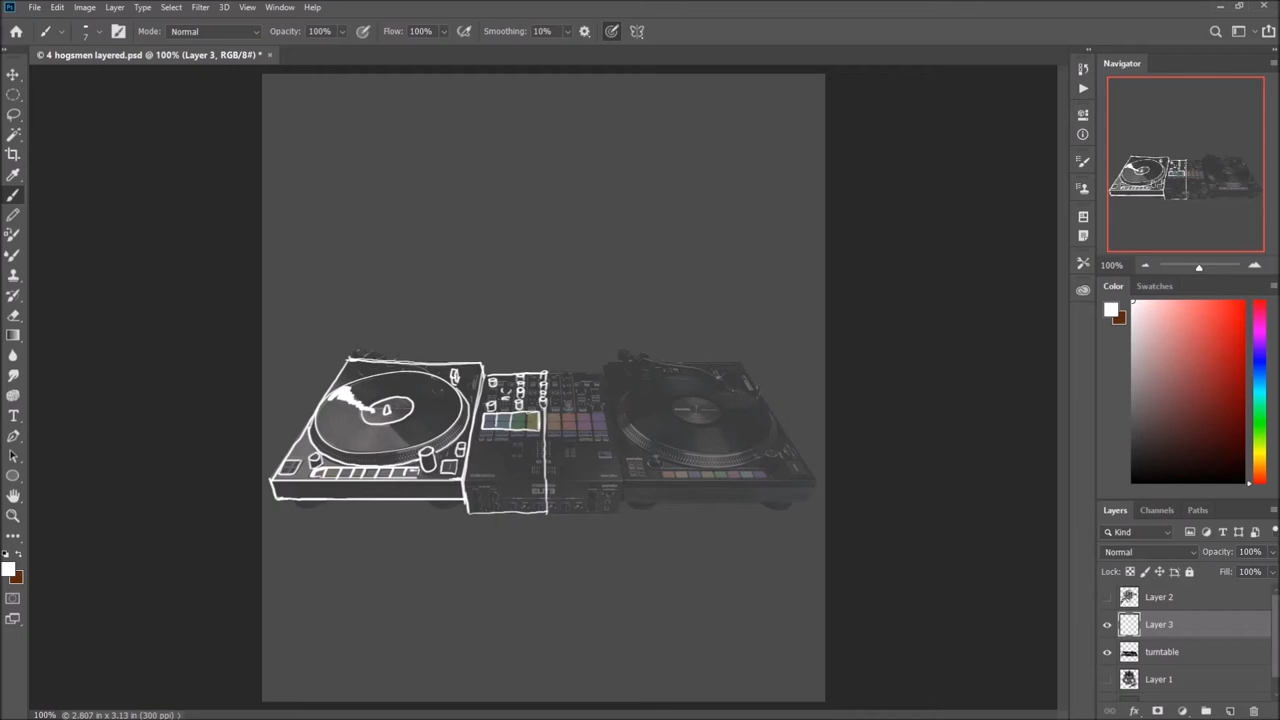 Ps File Edit Image Layer Type Select Filter 3D View Window Help
7 Mode: Normal Opacity: 100% Flow: 100% Smoothing: 10%
© 4 hogsmen layered.psd @ 100% (Layer 3, RGB/8#) * ×
Navigator
100%
Color Swatches
Layers Channels Paths
Kind
Normal Opacity: 100%
Lock: Fill: 100%
Layer 2
Layer 3
turntable
Layer 1
fx
100% © 2.807 in x 3.13 in (300 ppi)